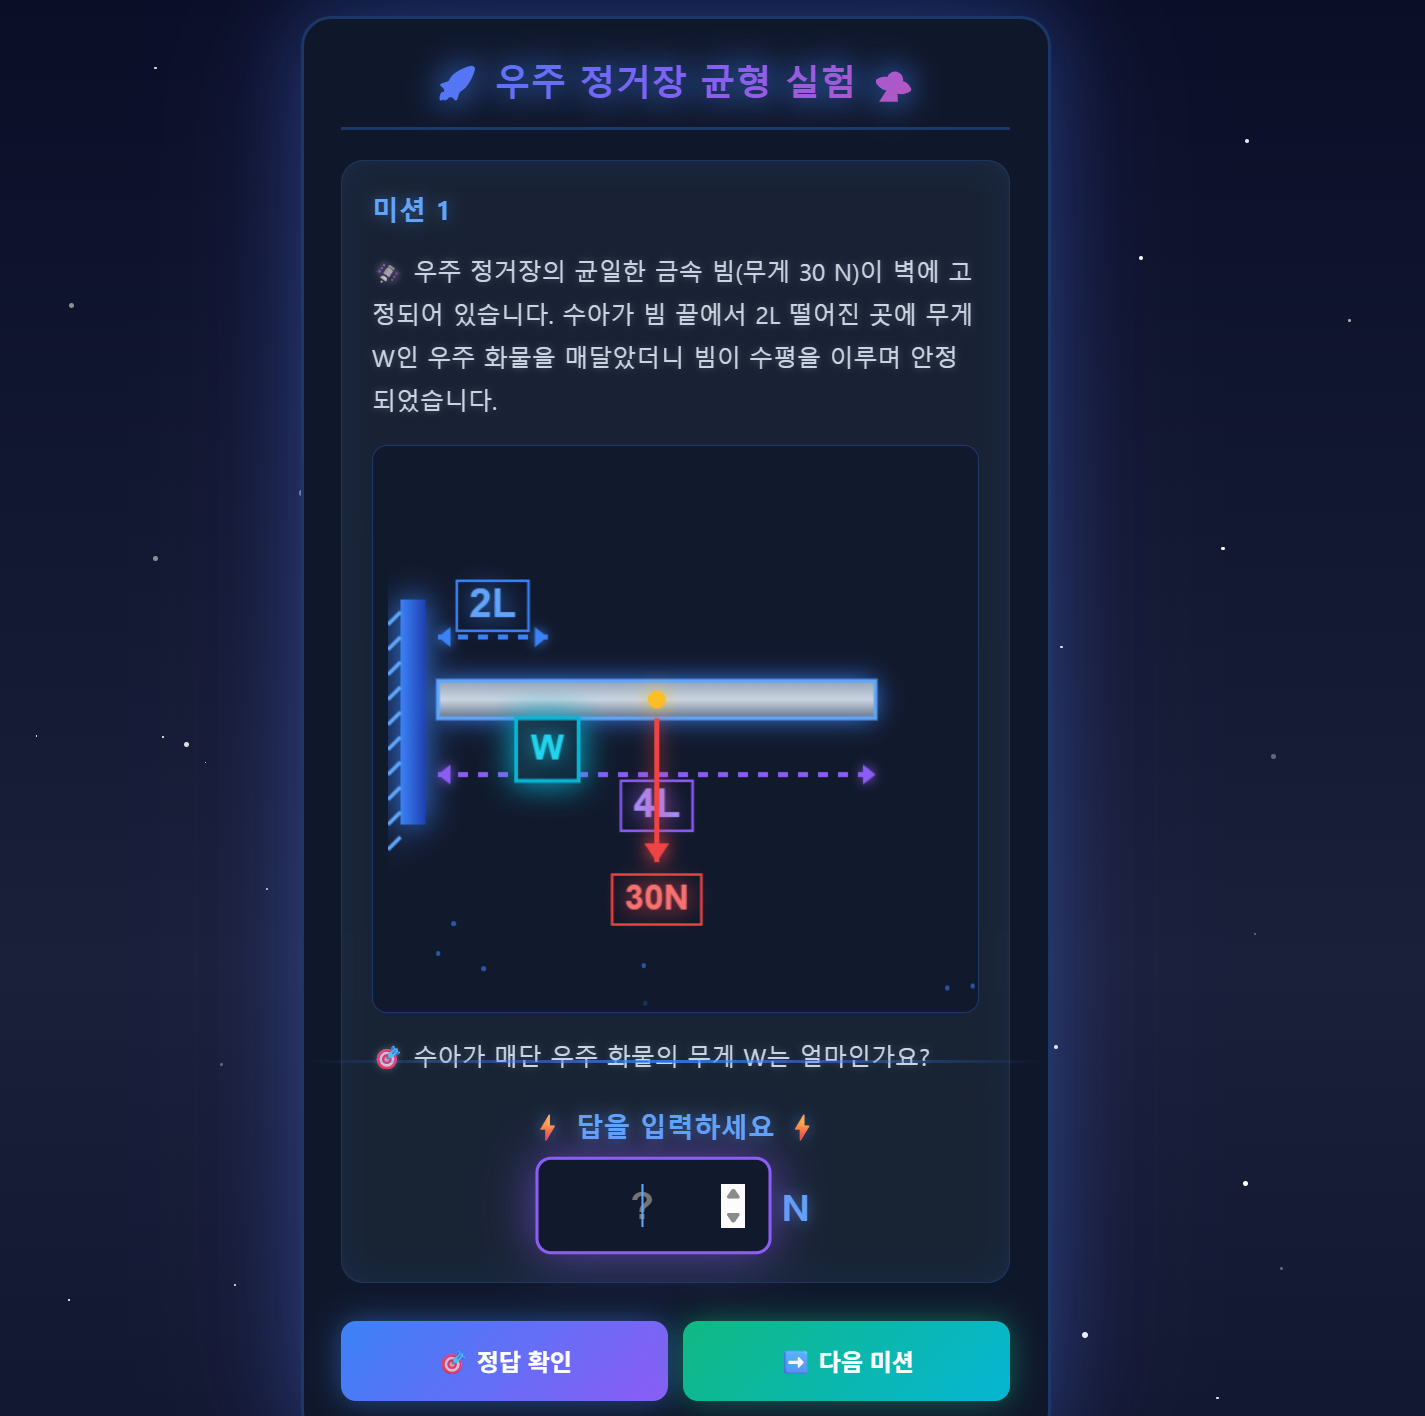 우주 정거장 균형 실험
미션 1
우주 정거장의 균일한 금속 빔(무게 30 N)이 벽에 고
정되어 있습니다. 수아가 빔 끝에서 2L 떨어진 곳에 무게
W인 우주 화물을 매달았더니 빔이 수평을 이루며 안정
되었습니다.
2L
W
4L
30N
수아가 매단 우주 화물의 무게 W는 얼마인가요?
답을 입력하세요
?
N
정답 확인
다음 미션